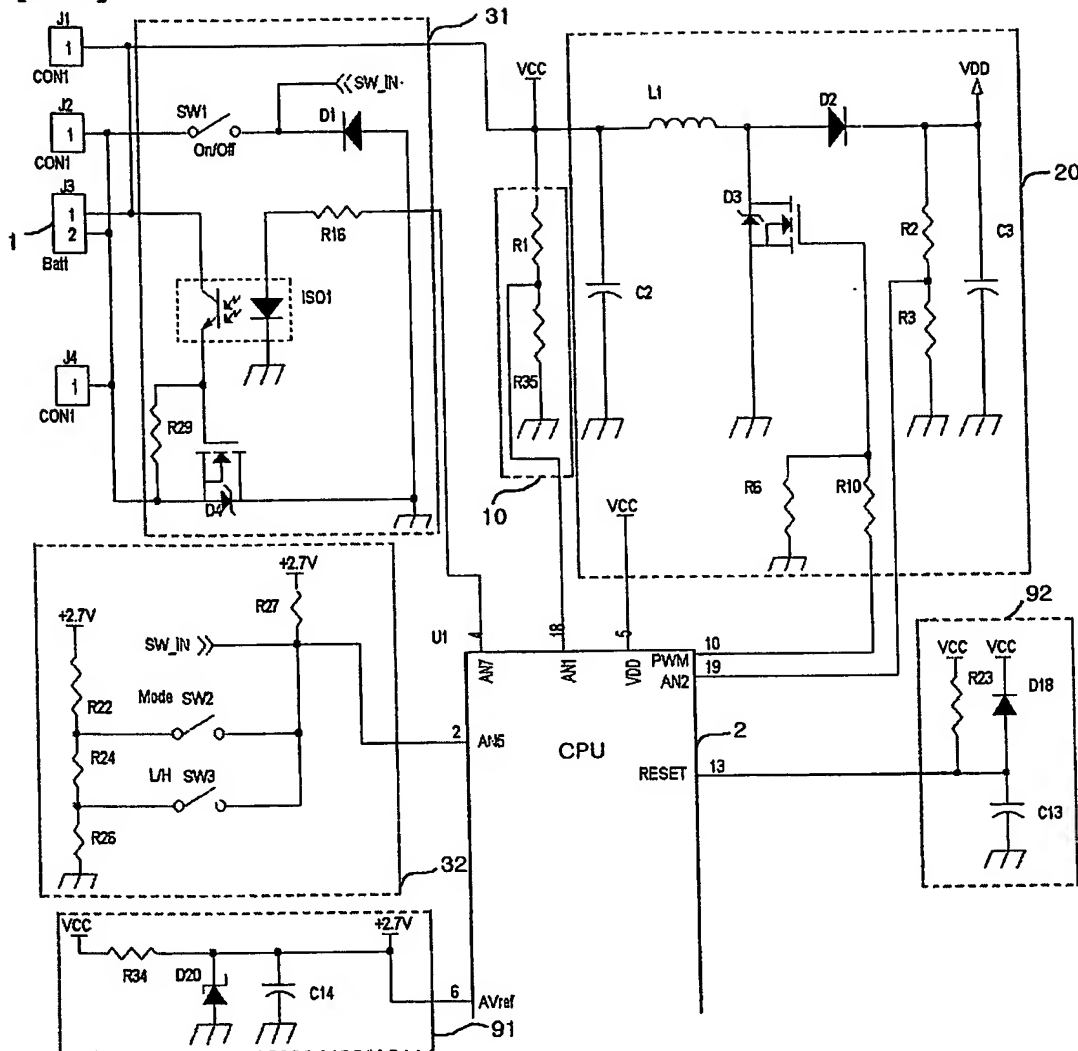 J1
1
CON1
31
VCC
SW_IN
J2
1
CON1
SW1
On/Off
D1
L1
D2
VDD
20
J3
1
2
Batt
1
R16
R1
D3
R2
C3
ISO1
C2
R3
J4
1
CON1
R35
R29
D4
10
VCC
R6
R10
+2.7V
R27
92
+2.7V
SW_IN
U1
4
18
5
10
PWM
19
AN2
AN7
AN1
VDD
VCC
VCC
R23
D18
R22
Mode
SW2
2
AN5
CPU
2
R24
L/H
SW3
RESET
13
C13
R26
32
VCC
+2.7V
R34
D20
C14
6
AVref
91